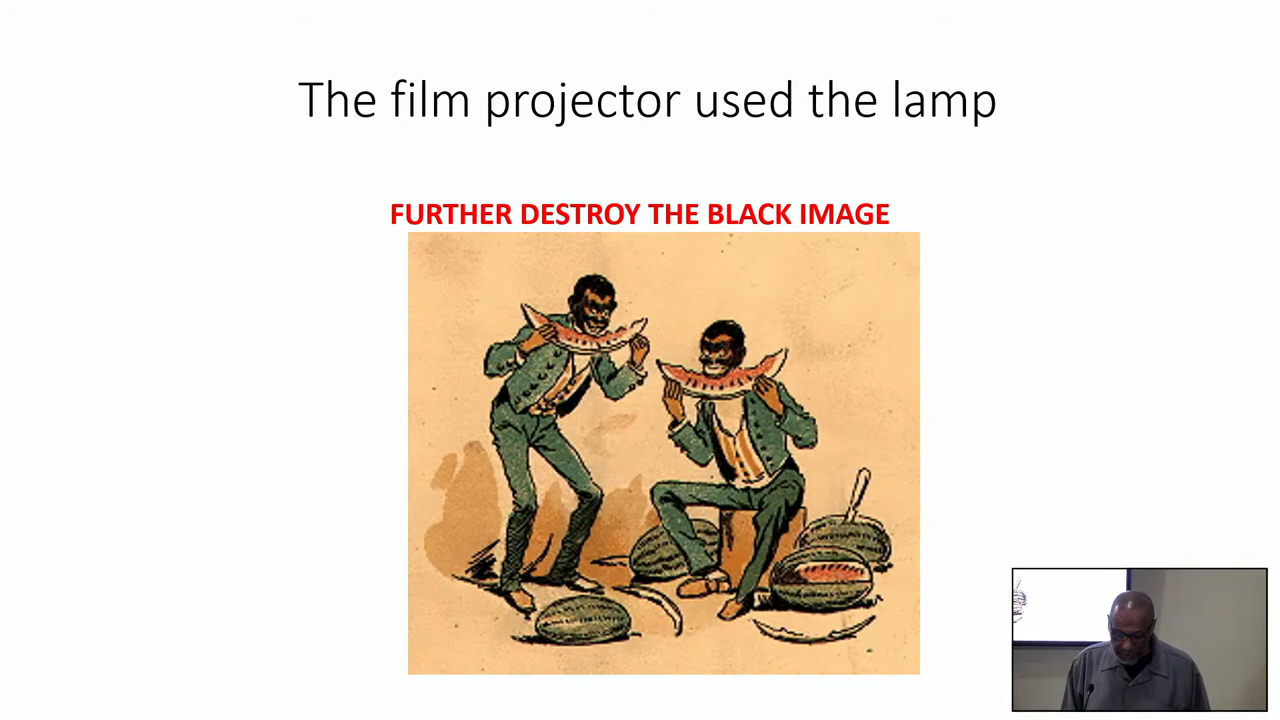 The film projector used the lamp
FURTHER DESTROY THE BLACK IMAGE